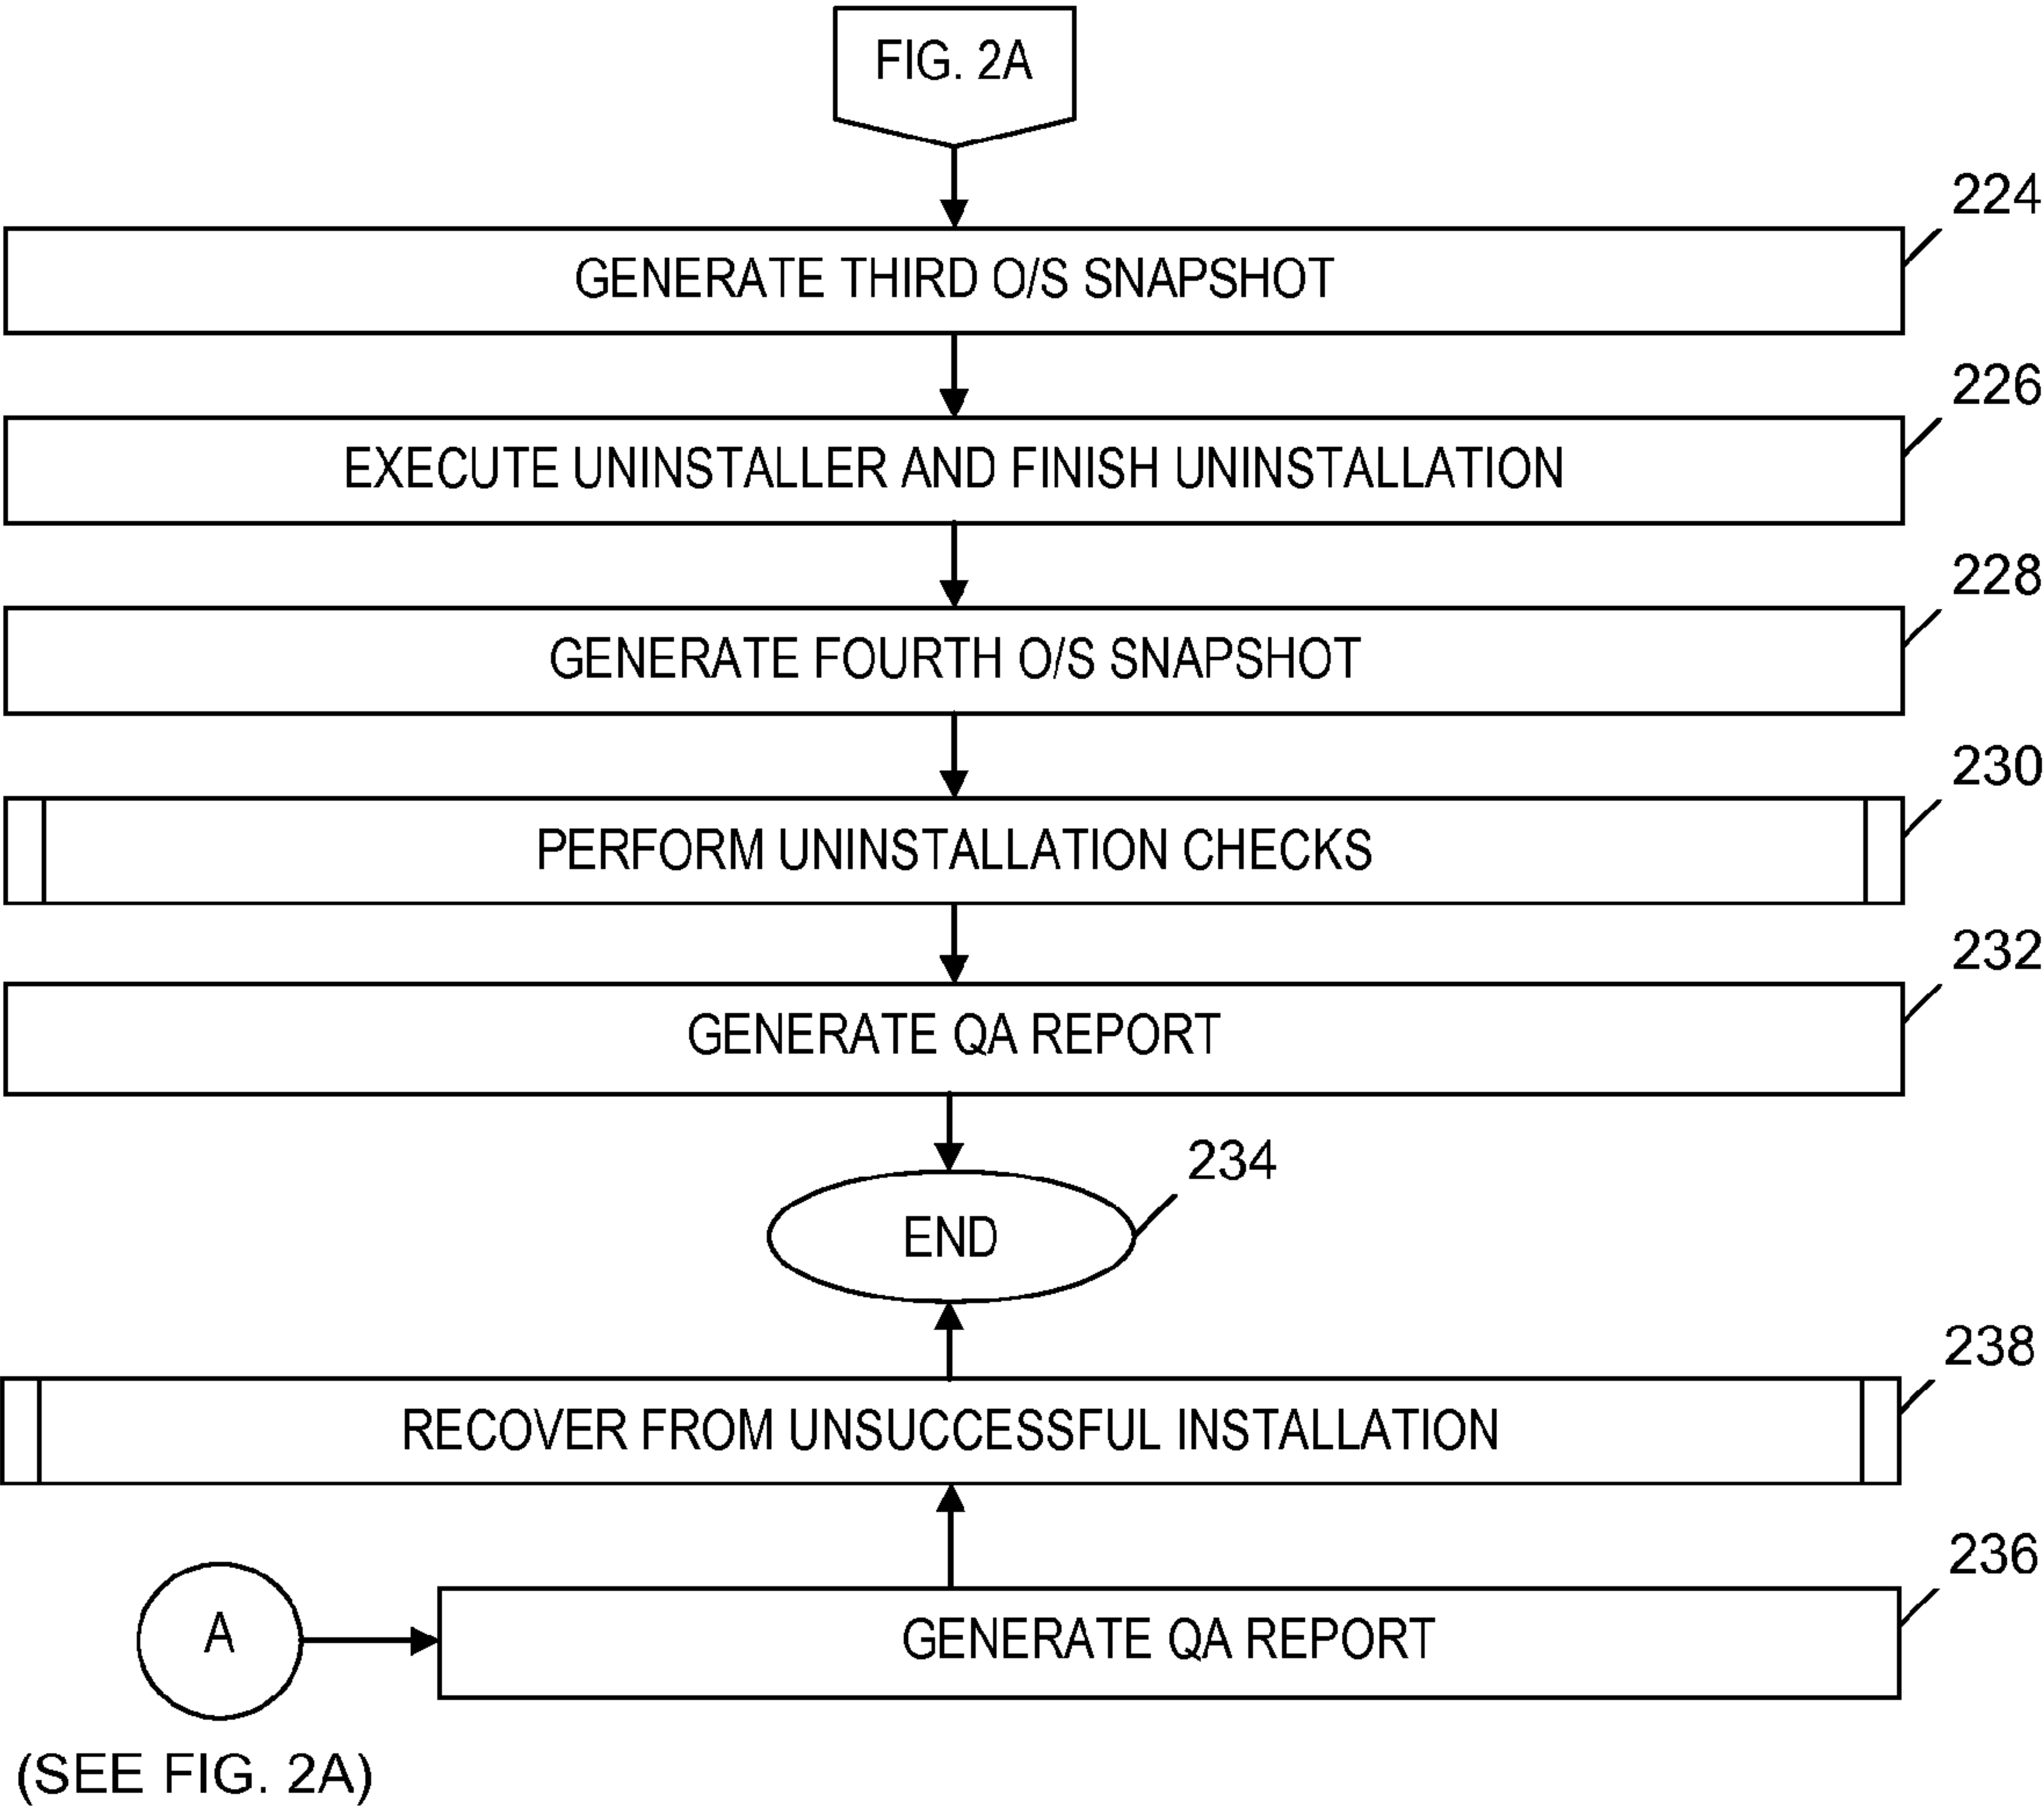 FIG. 2A
224
GENERATE THIRD O/S SNAPSHOT
226
EXECUTE UNINSTALLER AND FINISH UNINSTALLATION
228
GENERATE FOURTH O/S SNAPSHOT
230
PERFORM UNINSTALLATION CHECKS
232
GENERATE QA REPORT
234
END
238
RECOVER FROM UNSUCCESSFUL INSTALLATION
236
A
GENERATE QA REPORT
(SEE FIG. 2A)